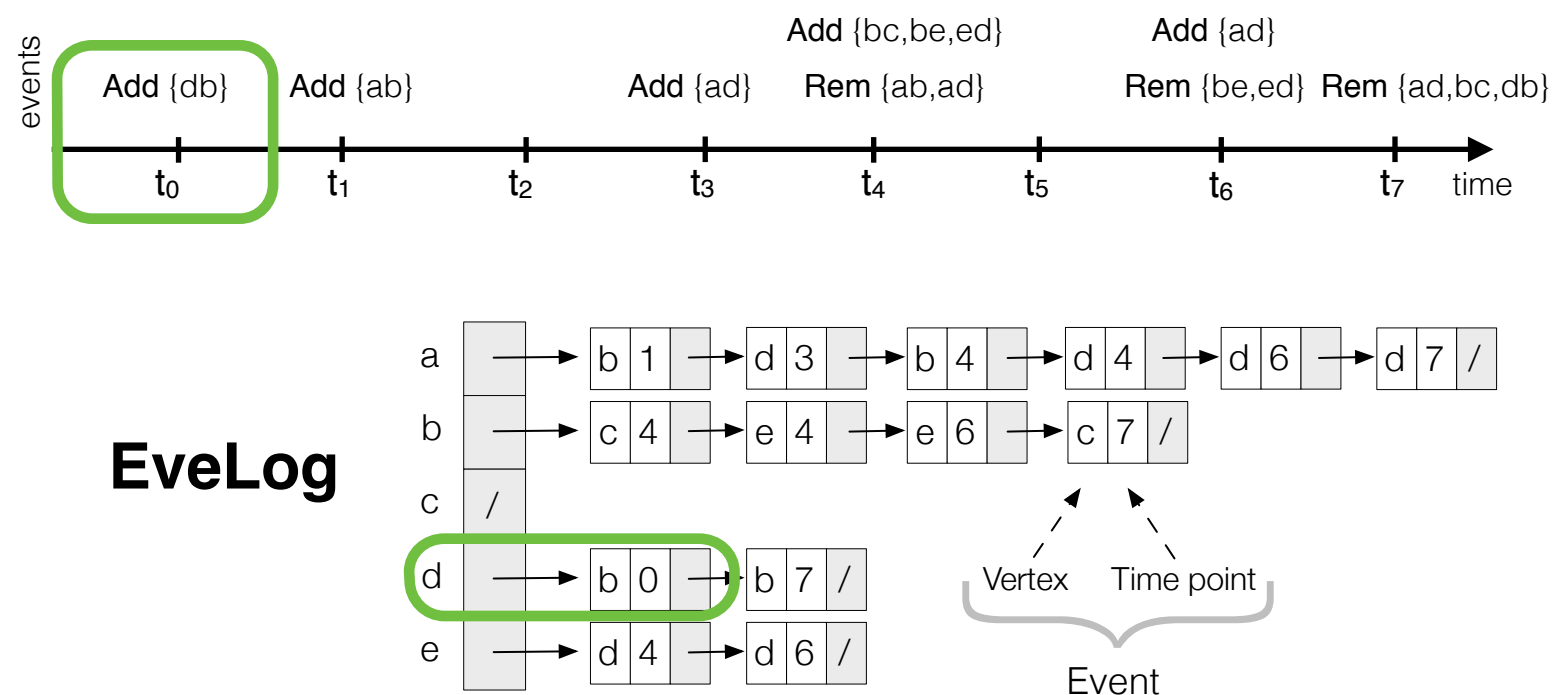 Add {bc,be,ed} Add {ad}
events Add {db} Add {ab} Add {ad} Rem {ab,ad} Rem {be,ed} Rem {ad,bc,db}
t0 t1 t2 t3 t4 t5 t6 t7 time
a b 1 d 3 b 4 d 4 d 6 d 7 /
b c 4 e 4 e 6 c 7 /
EveLog
c /
d b 0 b 7 /
Vertex Time point
e d 4 d 6 /
Event